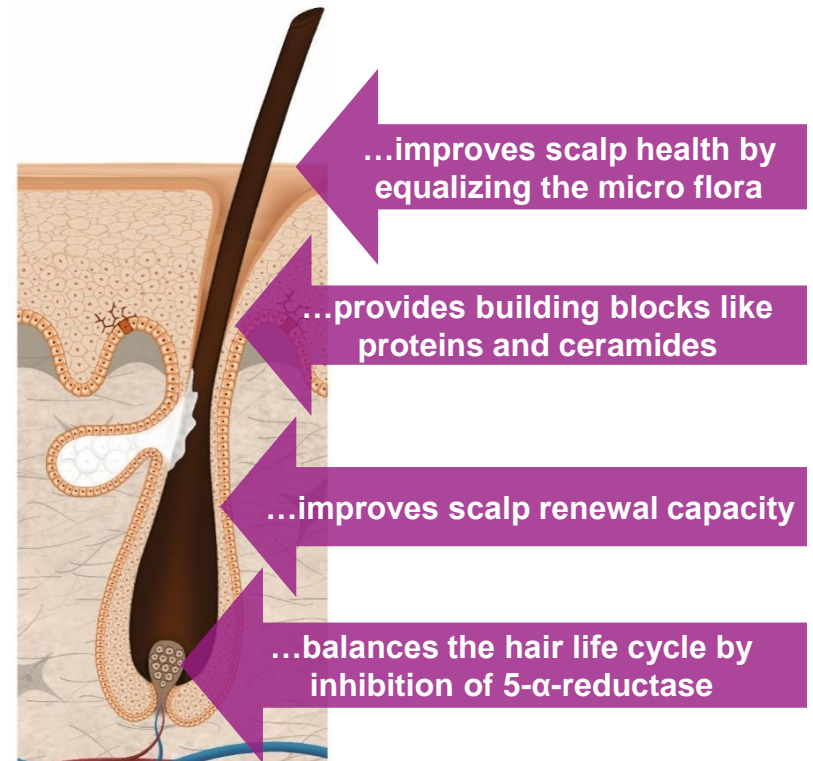 …improves scalp health by
equalizing the micro flora
…provides building blocks like
proteins and ceramides
…improves scalp renewal capacity
…balances the hair life cycle by
inhibition of 5-α-reductase